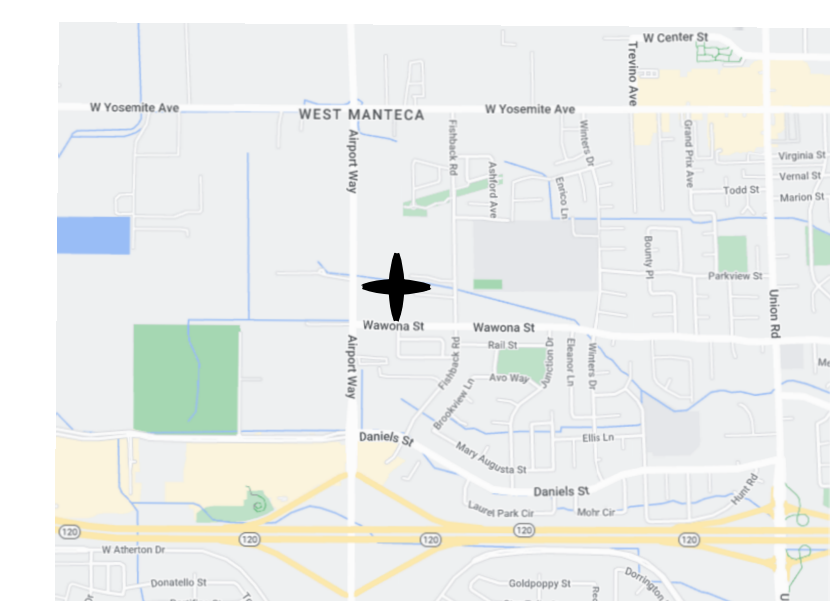 W Center St
Trevino Ave
W Yosemite Ave
W Yosemite Ave
WEST MANTECA
Airport Way
Fishback Rd
Winters Dr
Grand Prix Ave
Virginia St
Vernal St
Ashford Ave
Enrico Ln
Todd St
Marion St
Bounty Pl
Parkview St
Union Rd
Wawona St
Wawona St
Airport Way
Fishback Rd
Rail St
Junction Dr
Eleanor Ln
Winters Dr
Avo Way
Brookview Ln
Daniels St
Ellis Ln
Mary Augusta St
Daniels St
Hunt Rd
Laurel Park Cir
Mohr Cir
120
120
120
120
120
W Atherton Dr
Donatello St
Goldpoppy St
Dorrington